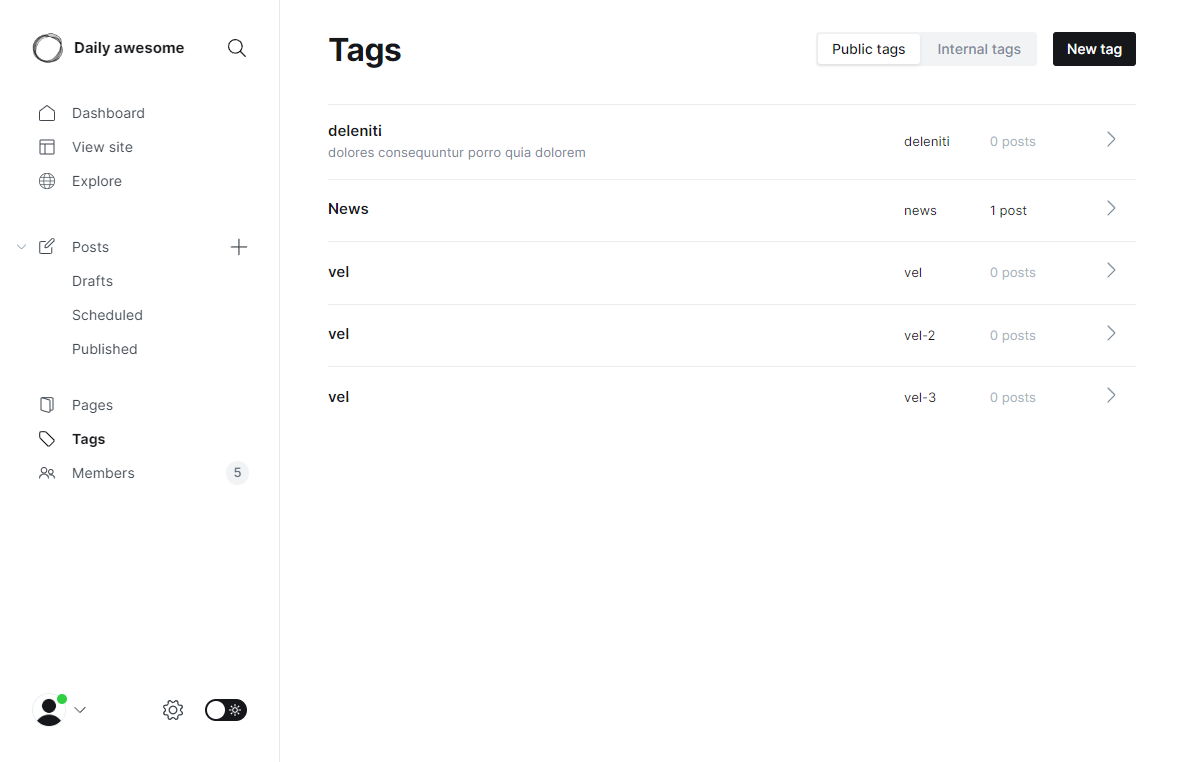 Daily awesome
Dashboard
View site
Explore
Posts
Drafts
Scheduled
Published
Pages
Tags
Members 5
Tags
Public tags Internal tags New tag
deleniti
dolores consequuntur porro quia dolorem
deleniti 0 posts
News news 1 post
vel vel 0 posts
vel vel-2 0 posts
vel vel-3 0 posts